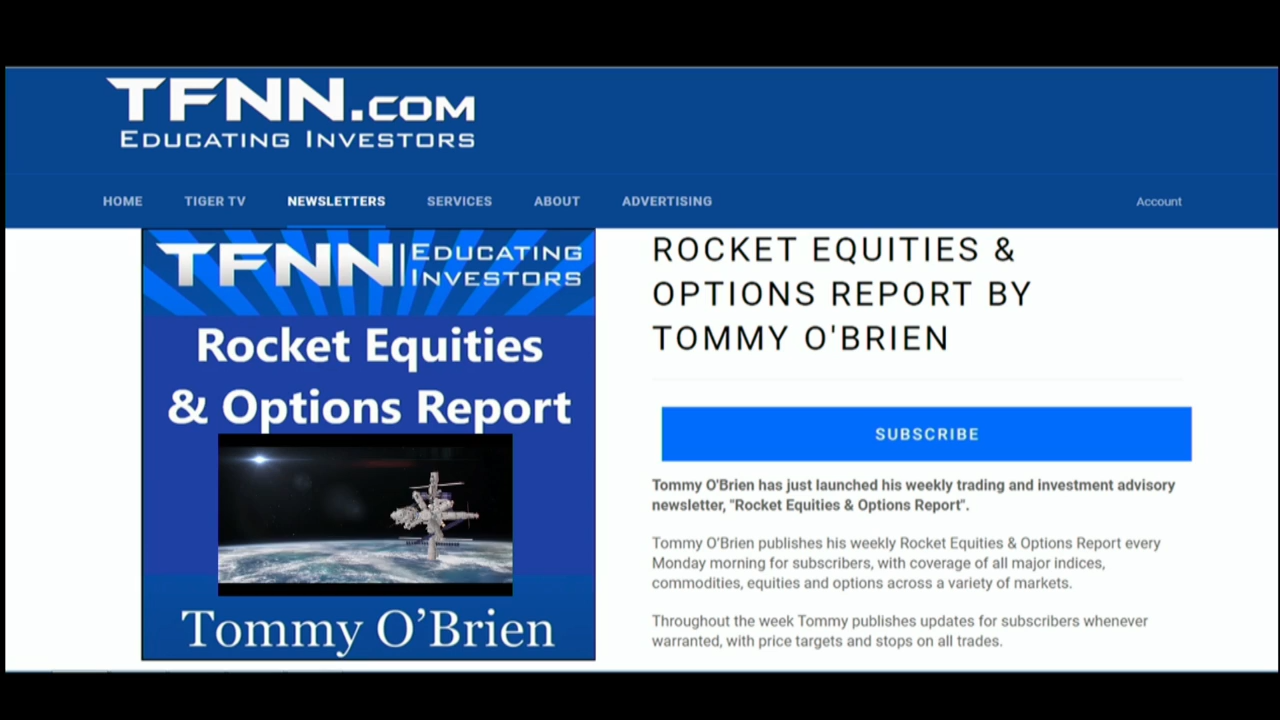 TFNN.COM
EDUCATING INVESTORS
HOME TIGER TV NEWSLETTERS SERVICES ABOUT ADVERTISING Account
TFNN | EDUCATING
INVESTORS
Rocket Equities
& Options Report
Tommy O'Brien
ROCKET EQUITIES &
OPTIONS REPORT BY
TOMMY O'BRIEN
SUBSCRIBE
Tommy O'Brien has just launched his weekly trading and investment advisory
newsletter, "Rocket Equities & Options Report".
Tommy O'Brien publishes his weekly Rocket Equities & Options Report every
Monday morning for subscribers, with coverage of all major indices,
commodities, equities and options across a variety of markets.
Throughout the week Tommy publishes updates for subscribers whenever
warranted, with price targets and stops on all trades.